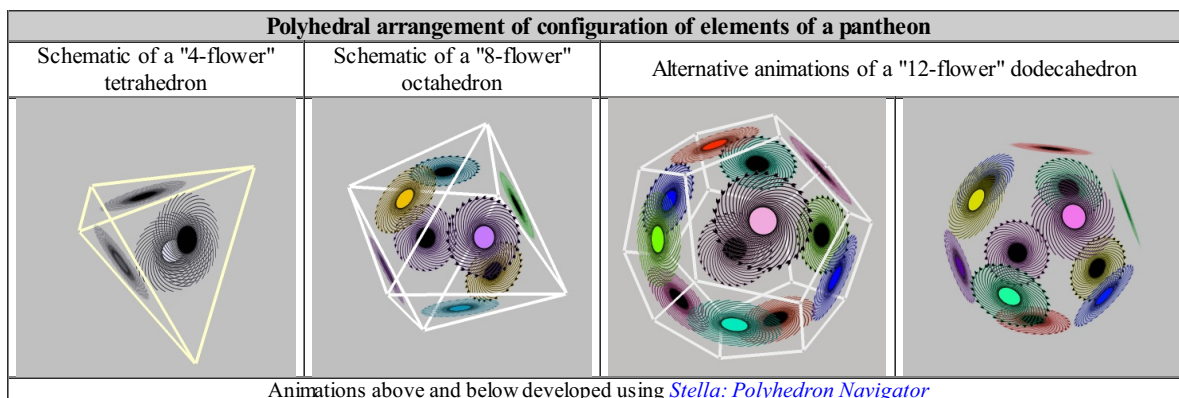 Polyhedral arrangement of configuration of elements of a pantheon
Schematic of a "4-flower"
tetrahedron
Schematic of a "8-flower"
octahedron
Alternative animations of a "12-flower" dodecahedron
Animations above and below developed using Stella: Polyhedron Navigator